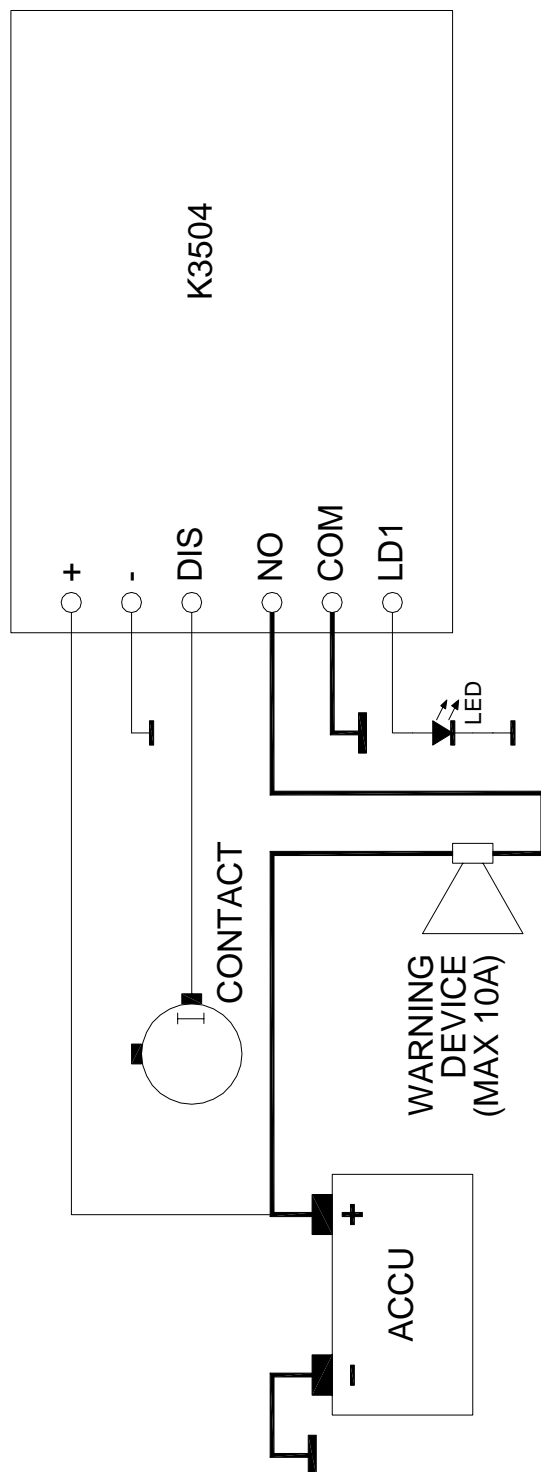 K3504
+
-
DIS
NO
COM
LD1
LED
CONTACT
WARNING
DEVICE
(MAX 10A)
+
-
ACCU